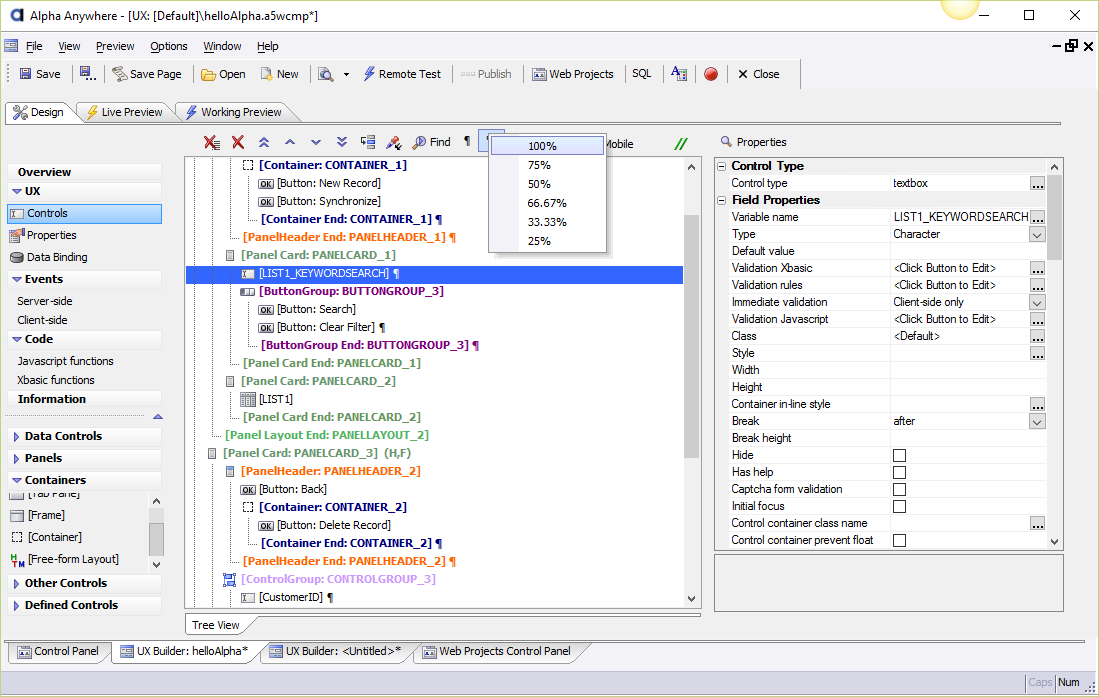 Alpha Anywhere - [UX: [Default]\helloAlpha.a5wcmp*]
File View Preview Options Window Help
Save Save Page Open New Remote Test Publish Web Projects SQL Close
Design Live Preview Working Preview
Find ¶
100%
75%
50%
66.67%
33.33%
25%
Mobile
Overview
UX
Controls
Properties
Data Binding
Events
Server-side
Client-side
Code
Javascript functions
Xbasic functions
Information
Data Controls
Panels
Containers
[Tab Pane]
[Frame]
[Container]
[Free-form Layout]
Other Controls
Defined Controls
[Container: CONTAINER_1]
[Button: New Record]
[Button: Synchronize]
[Container End: CONTAINER_1] ¶
[PanelHeader End: PANELHEADER_1] ¶
[Panel Card: PANELCARD_1]
[LIST1_KEYWORDSEARCH] ¶
[ButtonGroup: BUTTONGROUP_3]
[Button: Search]
[Button: Clear Filter] ¶
[ButtonGroup End: BUTTONGROUP_3] ¶
[Panel Card End: PANELCARD_1]
[Panel Card: PANELCARD_2]
[LIST1]
[Panel Card End: PANELCARD_2]
[Panel Layout End: PANELLAYOUT_2]
[Panel Card: PANELCARD_3] (H,F)
[PanelHeader: PANELHEADER_2]
[Button: Back]
[Container: CONTAINER_2]
[Button: Delete Record]
[Container End: CONTAINER_2] ¶
[PanelHeader End: PANELHEADER_2] ¶
[ControlGroup: CONTROLGROUP_3]
[CustomerID] ¶
Tree View
Properties
Control Type
Control type textbox
Field Properties
Variable name LIST1_KEYWORDSEARCH
Type Character
Default value
Validation Xbasic <Click Button to Edit>
Validation rules <Click Button to Edit>
Immediate validation Client-side only
Validation Javascript <Click Button to Edit>
Class <Default>
Style
Width
Height
Container in-line style
Break after
Break height
Hide
Has help
Captcha form validation
Initial focus
Control container class name
Control container prevent float
Control Panel UX Builder: helloAlpha* UX Builder: <Untitled>* Web Projects Control Panel
Caps Num